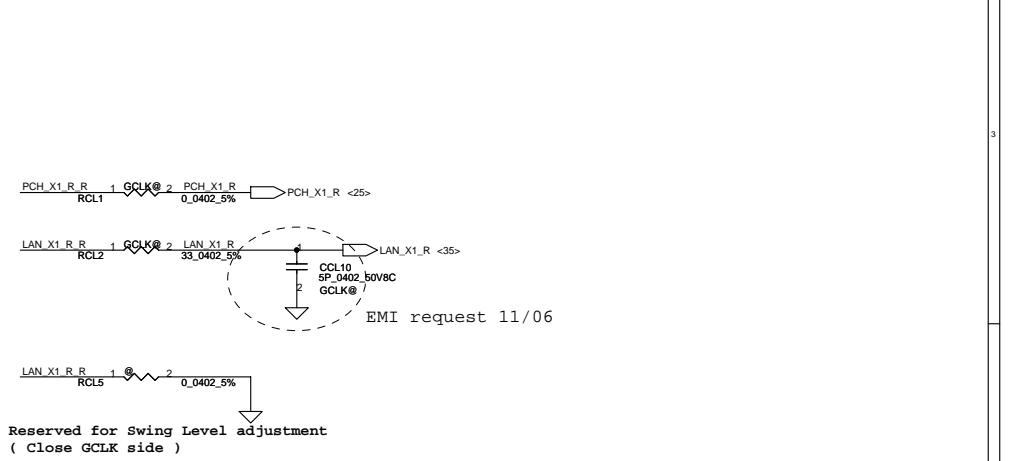 3
PCH_X1_R_R 1 GCLK@ 2 PCH_X1_R
RCL1 0_0402_5%
PCH_X1_R <25>
LAN_X1_R_R 1 GCLK@ 2 LAN_X1_R
RCL2 33_0402_5%
1
LAN_X1_R <35>
CCL10
5P_0402_50V8C
2
GCLK@
EMI request 11/06
LAN_X1_R_R 1 @ 2
RCL5 0_0402_5%
Reserved for Swing Level adjustment
( Close GCLK side )